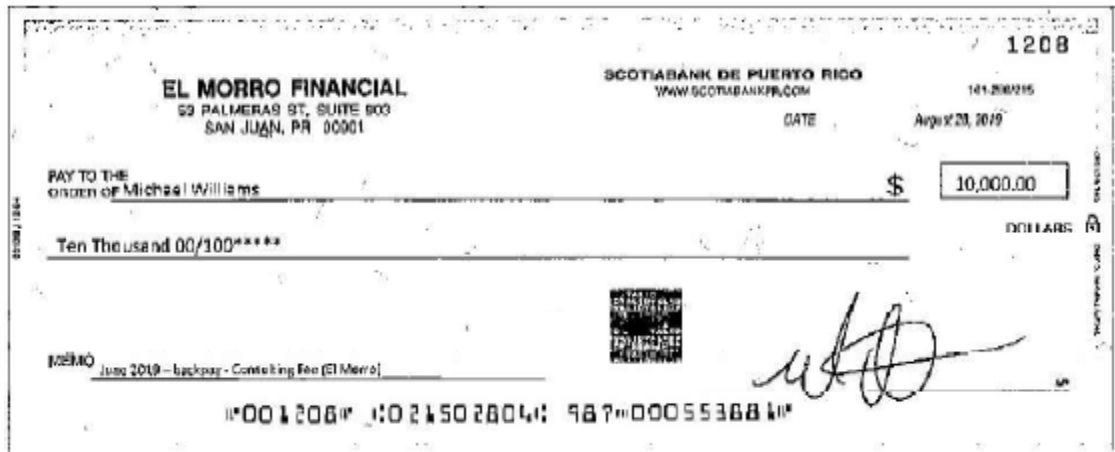 1208
EL MORRO FINANCIAL
53 PALMERAS ST, SUITE 903
SAN JUAN, PR 00901
SCOTIABANK DE PUERTO RICO
WWW.SCOTIABANKPR.COM
DATE August 28, 2019
PAY TO THE
ORDER OF Michael Williams
$ 10,000.00
DOLLARS
Ten Thousand 00/100*****
MEMO June 2019 – backpay - Consulting Fee (El Morro)